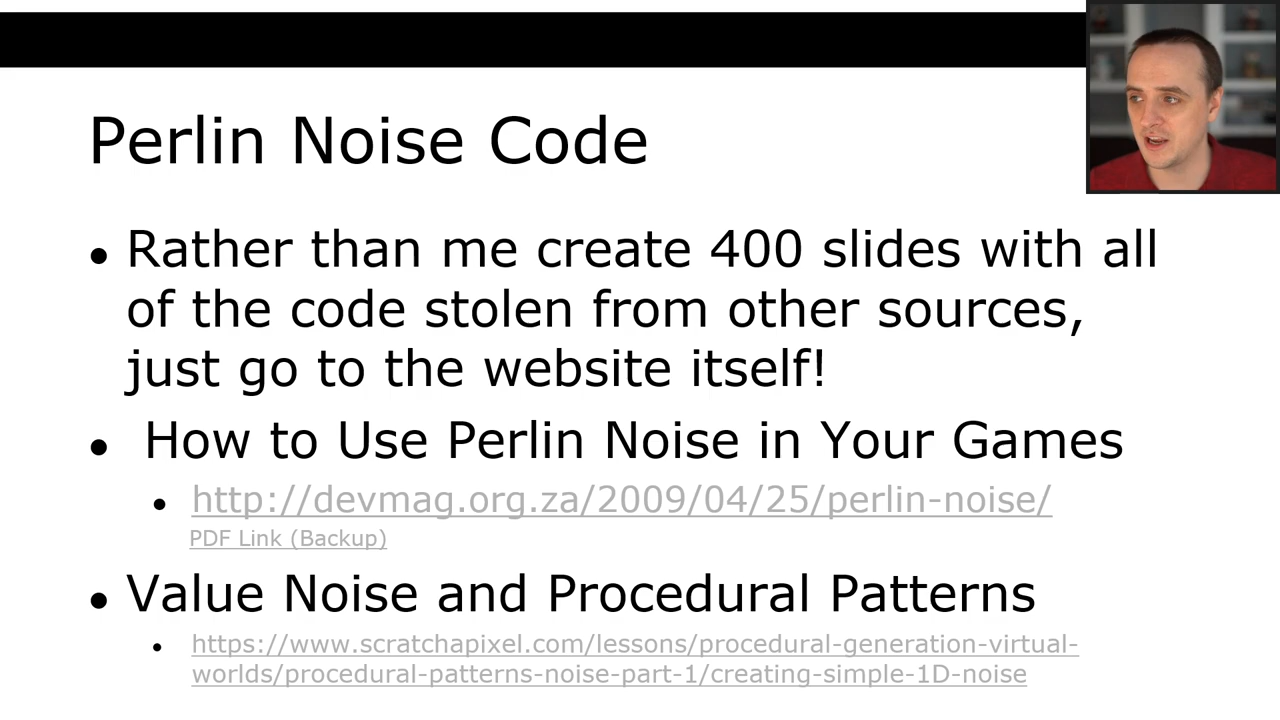 Perlin Noise Code
• Rather than me create 400 slides with all
of the code stolen from other sources,
just go to the website itself!
• How to Use Perlin Noise in Your Games
• http://devmag.org.za/2009/04/25/perlin-noise/
PDF Link (Backup)
• Value Noise and Procedural Patterns
• https://www.scratchapixel.com/lessons/procedural-generation-virtual-
worlds/procedural-patterns-noise-part-1/creating-simple-1D-noise